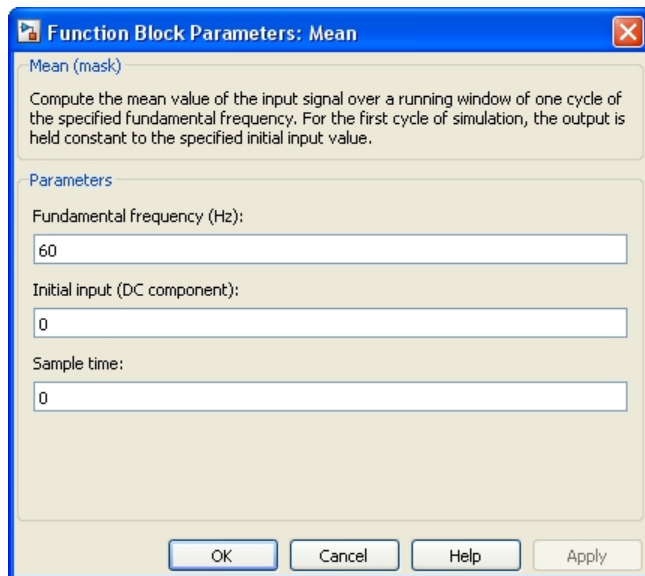 Function Block Parameters: Mean
Mean (mask)
Compute the mean value of the input signal over a running window of one cycle of
the specified fundamental frequency. For the first cycle of simulation, the output is
held constant to the specified initial input value.
Parameters
Fundamental frequency (Hz):
60
Initial input (DC component):
0
Sample time:
0
OK
Cancel
Help
Apply